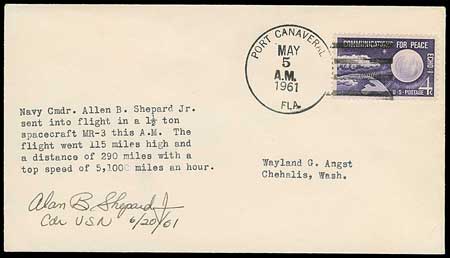 PORT CANAVERAL
MAY
5
A.M.
1961
FLA.
COMMUNICATIONS FOR PEACE
ECHO I
4c
U·S·POSTAGE
Navy Cmdr. Allen B. Shepard Jr.
sent into flight in a 1½ ton
spacecraft MR-3 this A.M. The
flight went 115 miles high and
a distance of 290 miles with a
top speed of 5,100 miles an hour.
Wayland G. Angst
Chehalis, Wash.
Alan B. Shepard Jr
Cdr USN 6/20/61